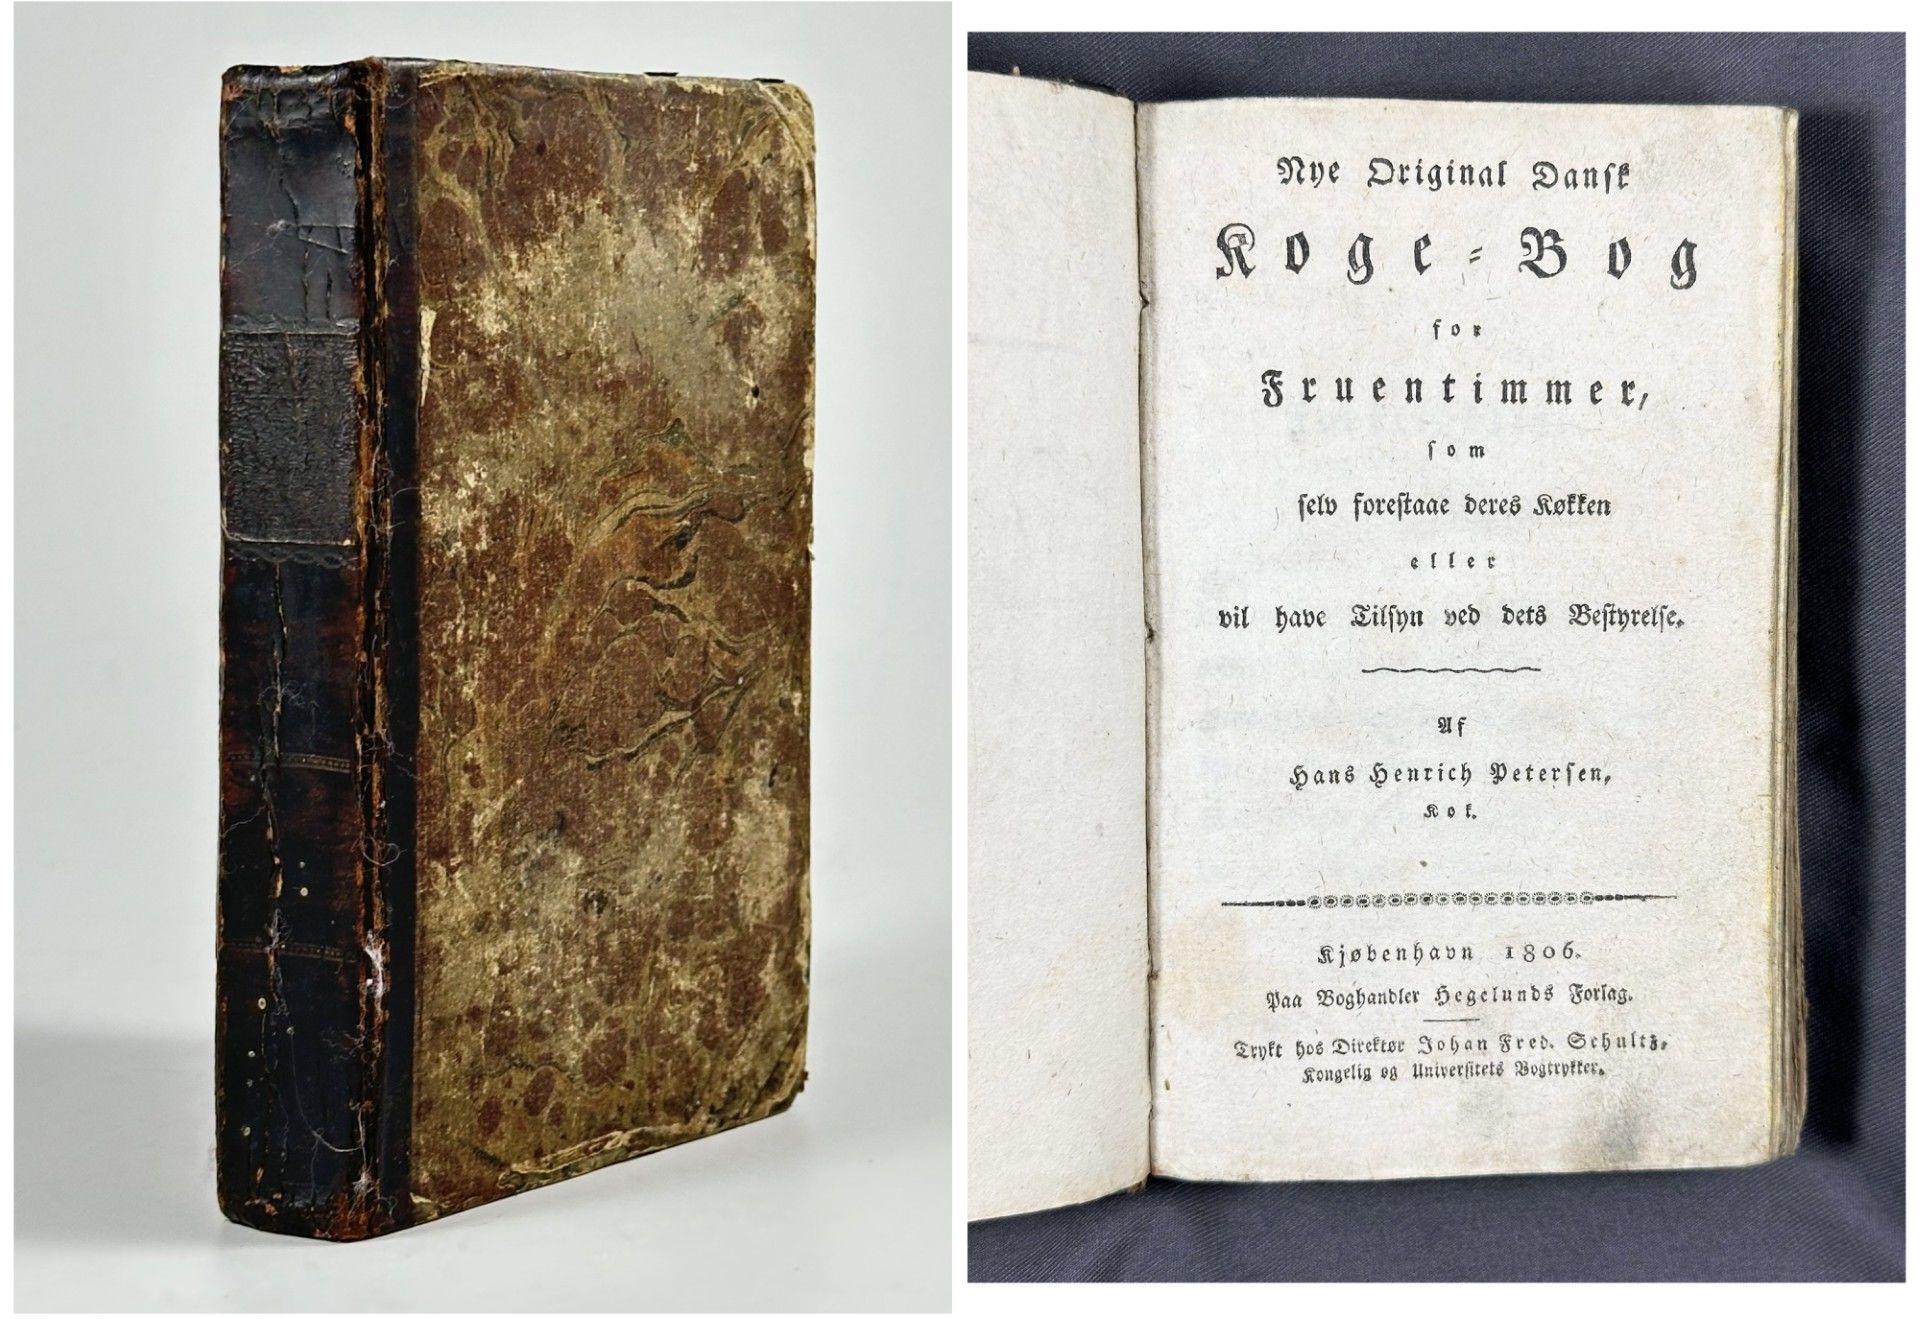 Nye Original Dansk
Koge-Bog
for
Fruentimmer,
som
selv forestaae deres Køkken
eller
vil have Tilsyn ved dets Bestyrelse.
Af
Hans Henrich Petersen,
Kok.
Kjøbenhavn 1806.
Paa Boghandler Hegelunds Forlag.
Trykt hos Direktør Johan Fred. Schultz,
Kongelig og Universitets Bogtrykker.